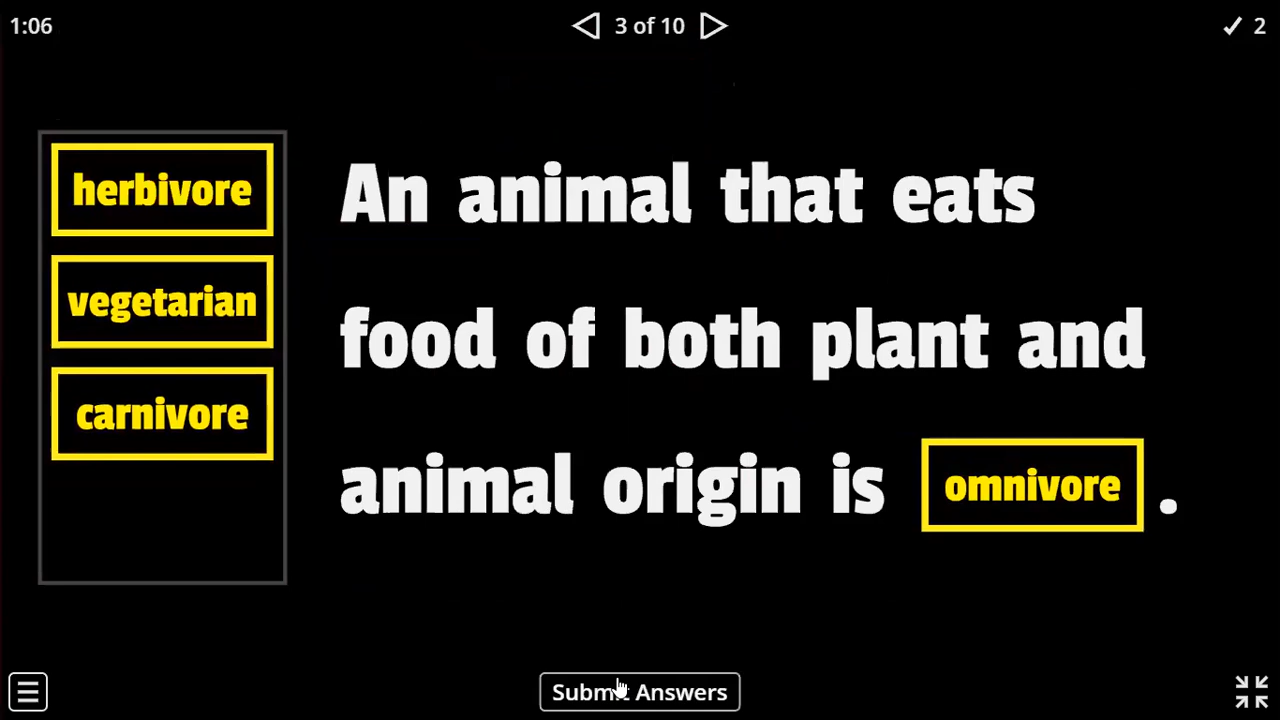 1:06
3 of 10
✓ 2
herbivore
vegetarian
carnivore
An animal that eats
food of both plant and
animal origin is omnivore .
Submit Answers